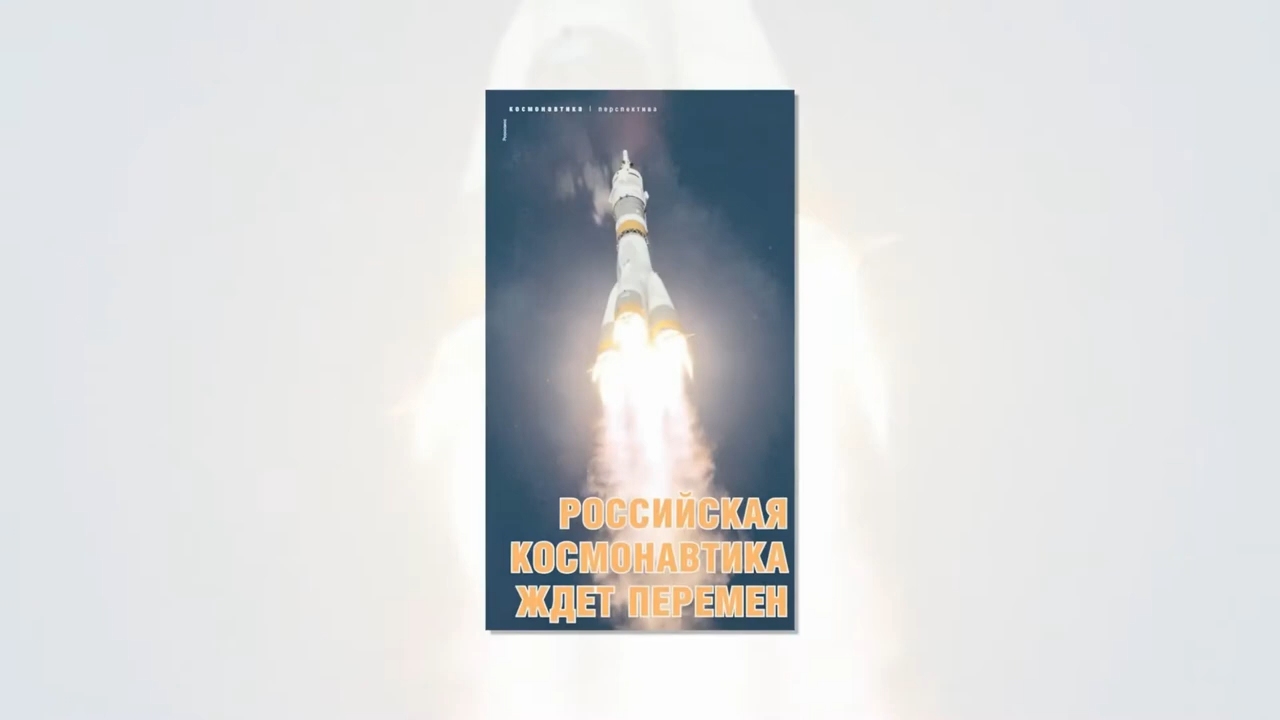 космонавтика | перспектива
РОССИЙСКАЯ
КОСМОНАВТИКА
ЖДЕТ ПЕРЕМЕН